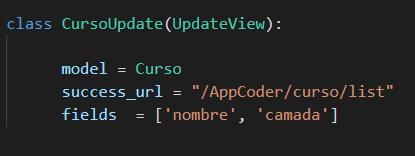 class CursoUpdate(UpdateView):
model = Curso
success_url = "/AppCoder/curso/list"
fields  = ['nombre', 'camada']